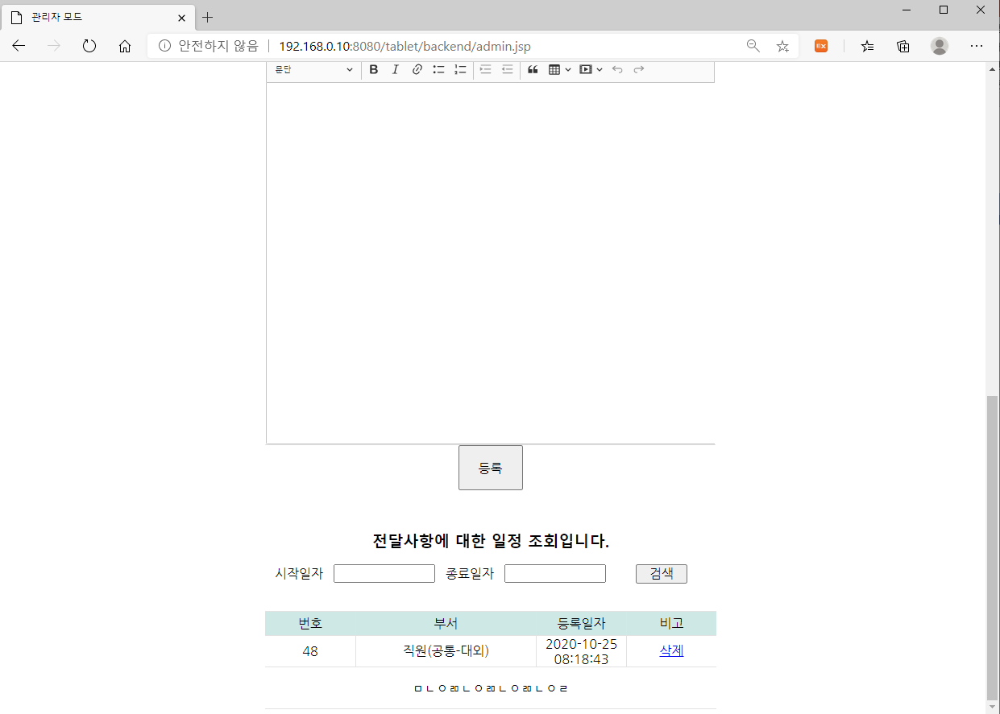 관리자 모드
안전하지 않음 192.168.0.10:8080/tablet/backend/admin.jsp
문단 B I
등록
전달사항에 대한 일정 조회입니다.
시작일자 종료일자 검색
번호 부서 등록일자 비고
48 직원(공통-대외) 2020-10-25 삭제
08:18:43
ㅁㄴㅇㄻㄴㅇㄻㄴㅇㄻㄴㅇㄹ